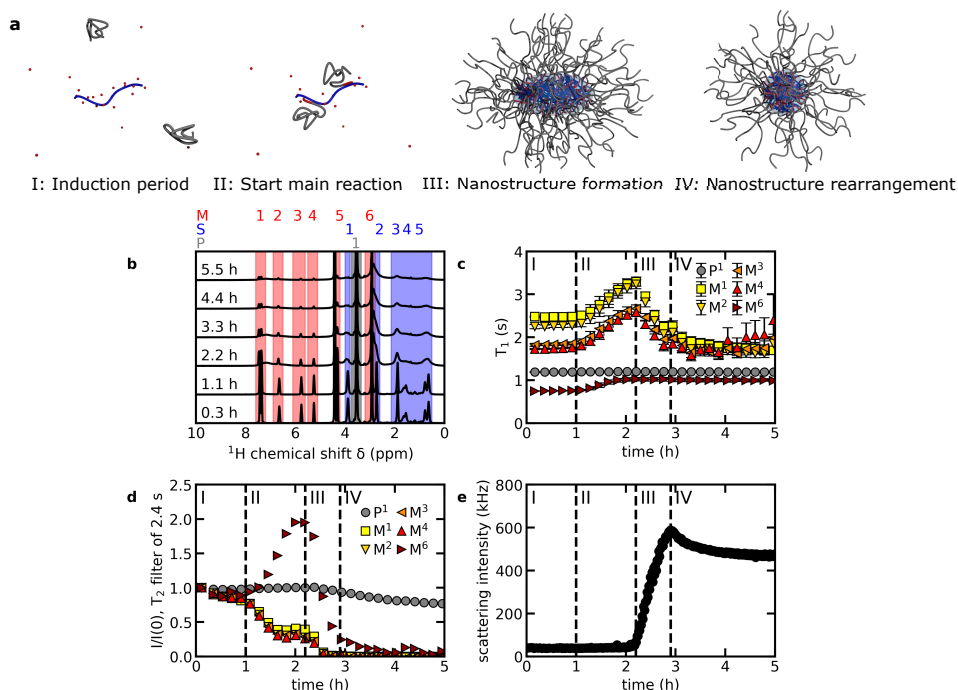 a
I: Induction period II: Start main reaction III: Nanostructure formation IV: Nanostructure rearrangement
M 1 2 3 4 5 6
S 1 2 3 4 5
P 1
b
5.5 h
4.4 h
3.3 h
2.2 h
1.1 h
0.3 h
10 8 6 4 2 0
¹H chemical shift δ (ppm)
c
I II III IV
P¹ M³
M¹ M⁴
M² M⁶
4
3
2
1
0
T₁ (s)
0 1 2 3 4 5
time (h)
d
I II III IV
P¹ M³
M¹ M⁴
M² M⁶
2.5
2.0
1.5
1.0
0.5
0.0
I/I(0), T₂ filter of 2.4 s
0 1 2 3 4 5
time (h)
e
I II III IV
800
600
400
200
0
scattering intensity (kHz)
0 1 2 3 4 5
time (h)